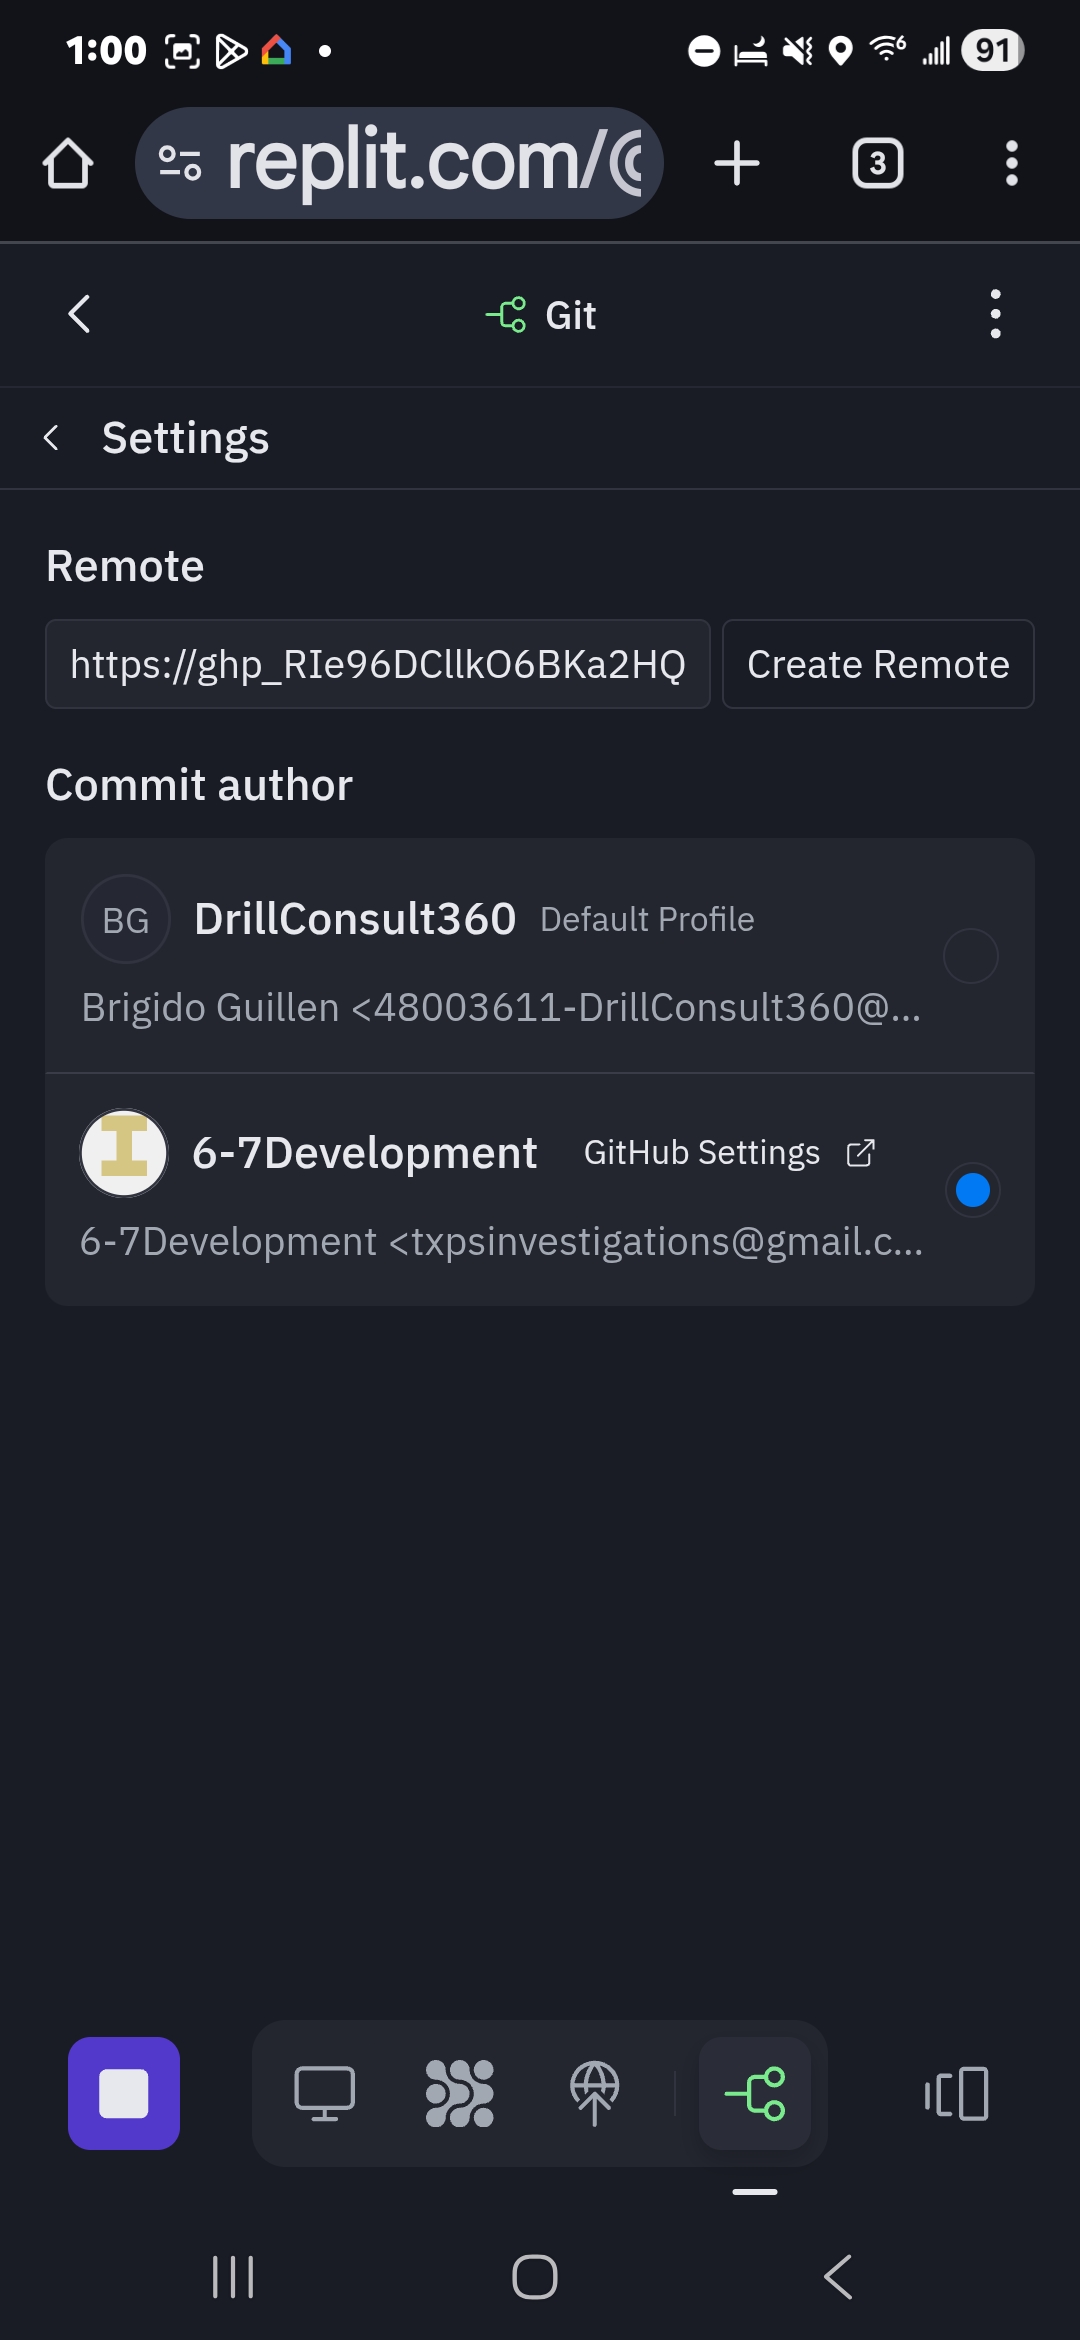 1:00
91
replit.com/
3
Git
Settings
Remote
https://ghp_RIe96DCllkO6BKa2HQ
Create Remote
Commit author
BG
DrillConsult360 Default Profile
Brigido Guillen <48003611-DrillConsult360@...
6-7Development GitHub Settings
6-7Development <txpsinvestigations@gmail.c...